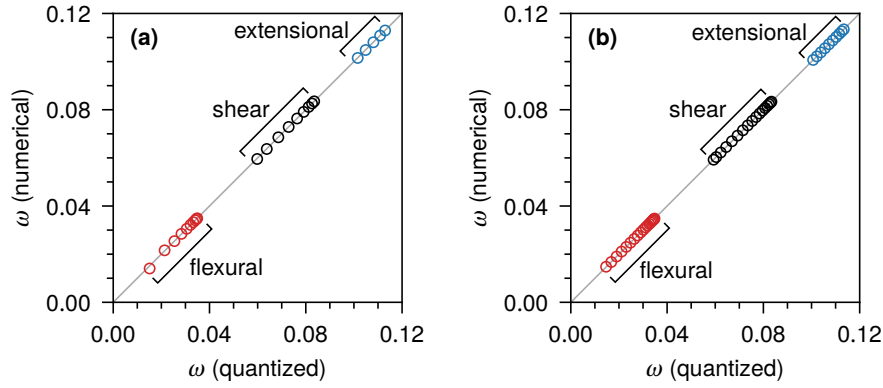 (a)
extensional
shear
flexural
0.12
0.08
0.04
0.00
ω (numerical)
0.00 0.04 0.08 0.12
ω (quantized)
(b)
extensional
shear
flexural
0.12
0.08
0.04
0.00
ω (numerical)
0.00 0.04 0.08 0.12
ω (quantized)